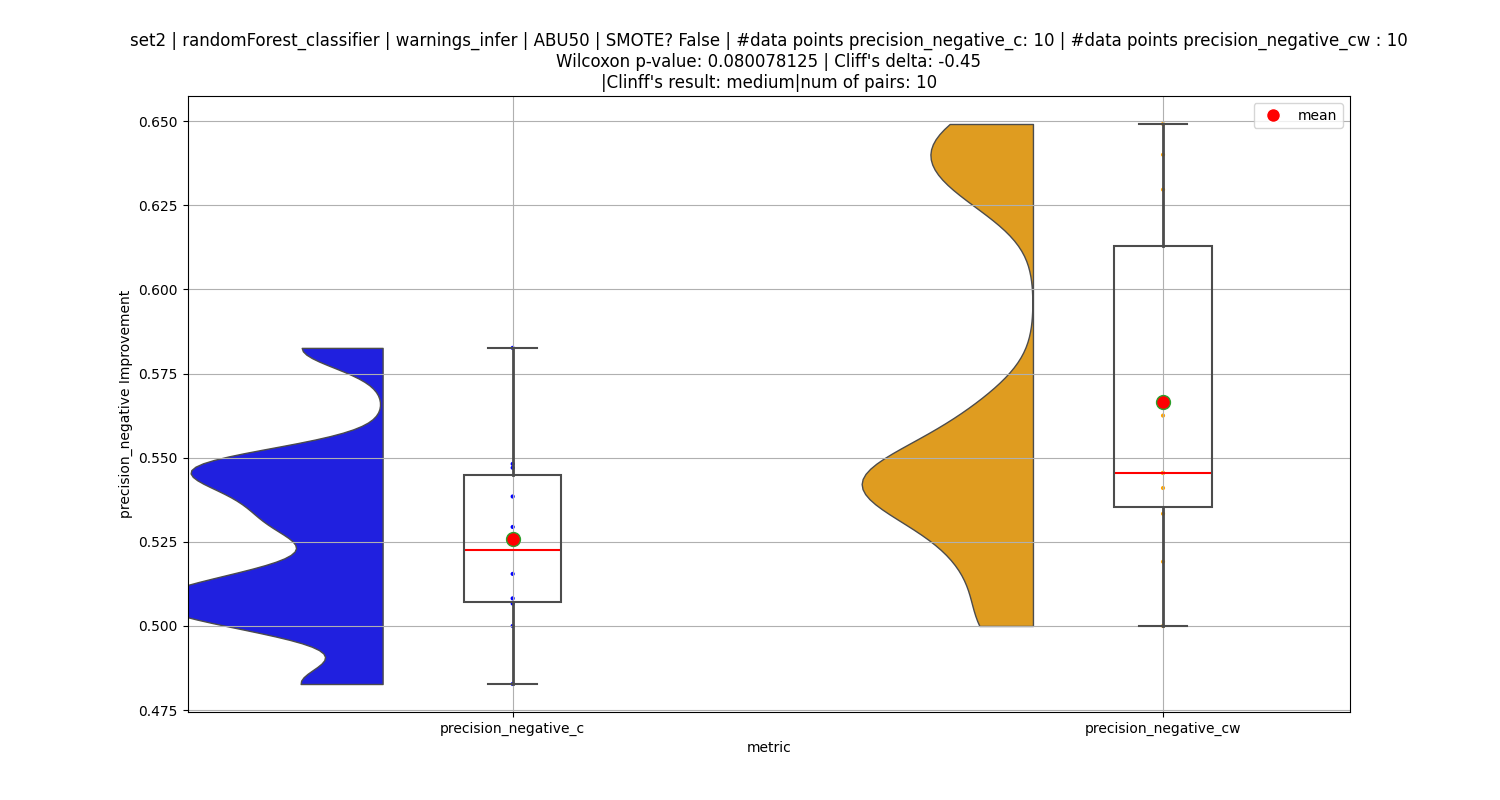 set2 | randomForest_classifier | warnings_infer | ABU50 | SMOTE? False | #data points precision_negative_c: 10 | #data points precision_negative_cw : 10
Wilcoxon p-value: 0.080078125 | Cliff's delta: -0.45
|Clinff's result: medium|num of pairs: 10
mean
0.650
0.625
0.600
0.575
0.550
0.525
0.500
0.475
precision_negative Improvement
precision_negative_c
precision_negative_cw
metric